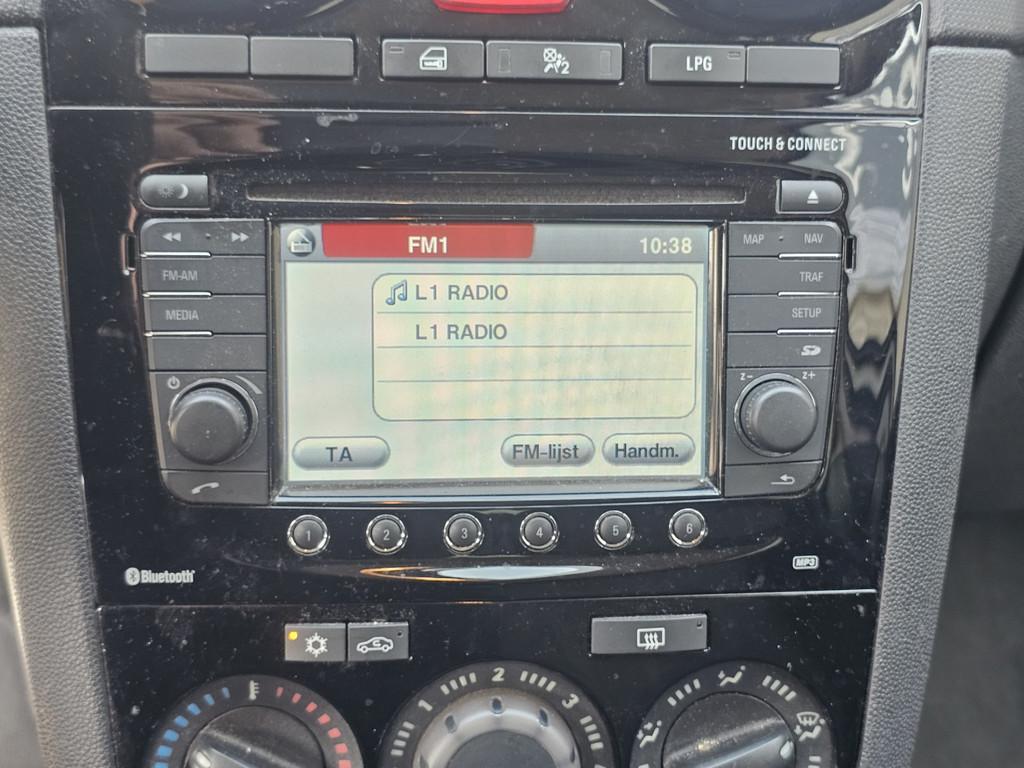 2
LPG
TOUCH & CONNECT
FM1
10:38
MAP · NAV
FM-AM
L1 RADIO
TRAF
MEDIA
L1 RADIO
SETUP
z- z+
TA
FM-lijst
Handm.
1 2 3 4 5 6
Bluetooth
MP3
1 2 3